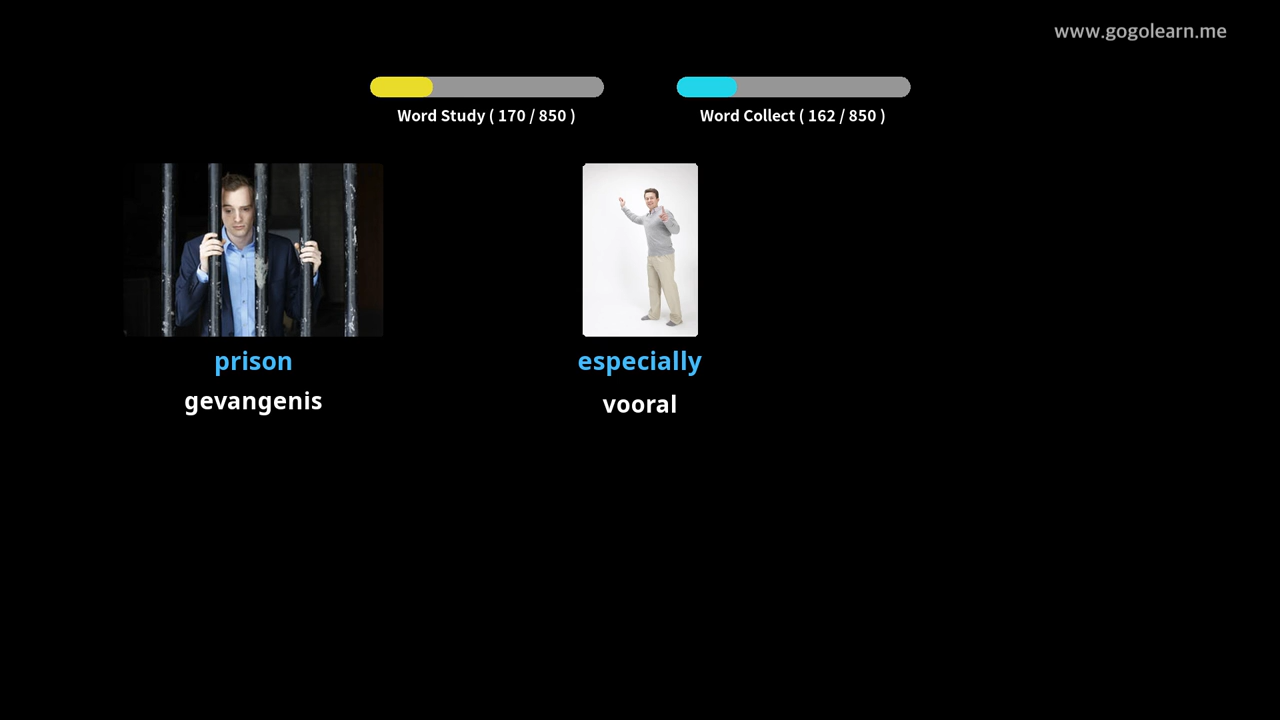 www.gogolearn.me
Word Study ( 170 / 850 )
Word Collect ( 162 / 850 )
prison
gevangenis
especially
vooral